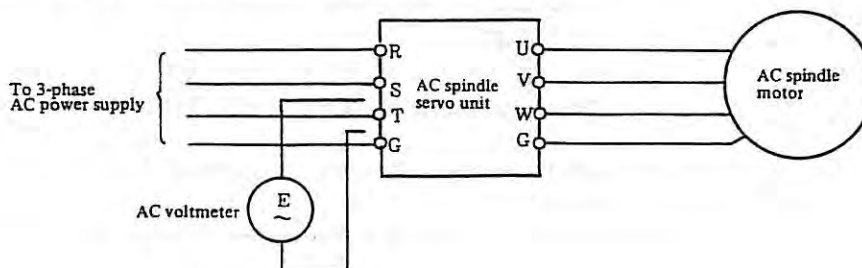 To 3-phase
AC power supply
R
S
T
G
AC spindle
servo unit
U
V
W
G
AC spindle
motor
AC voltmeter
E
~